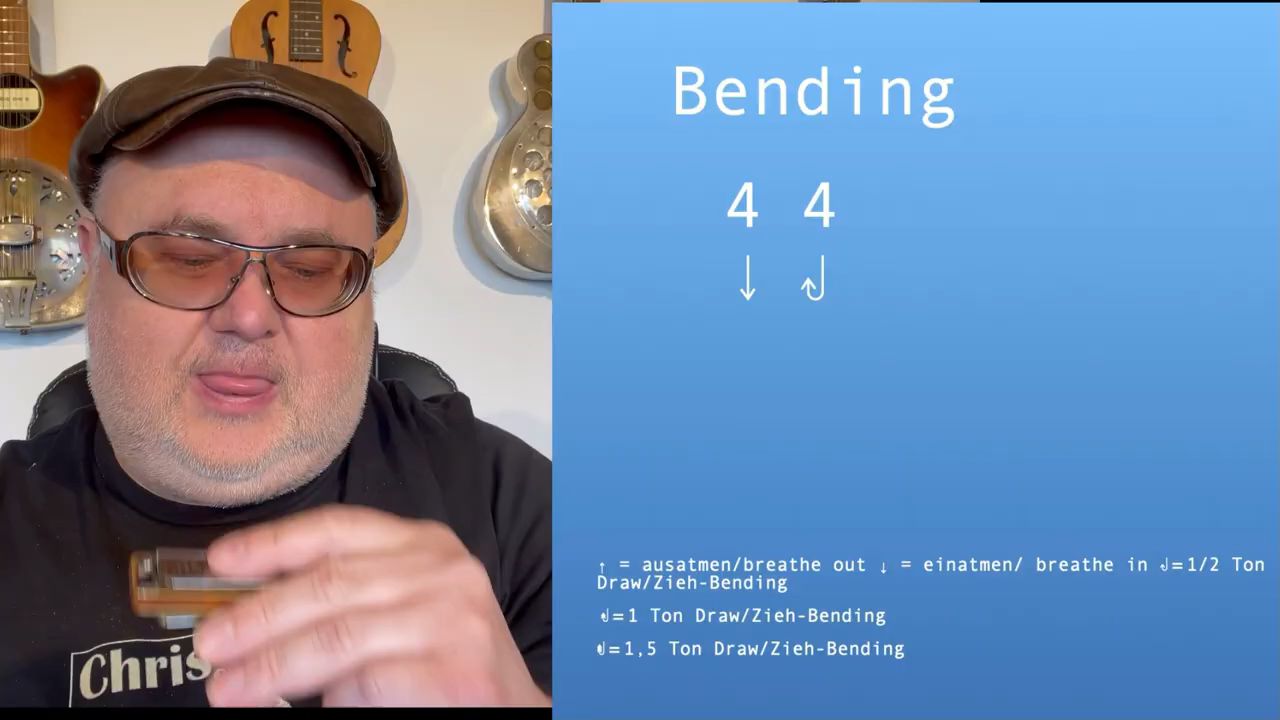 Bending
4 4
↓ ↲
↑ = ausatmen/breathe out ↓ = einatmen/ breathe in ↲=1/2 Ton
Draw/Zieh-Bending
↲=1 Ton Draw/Zieh-Bending
↲=1,5 Ton Draw/Zieh-Bending
Chris